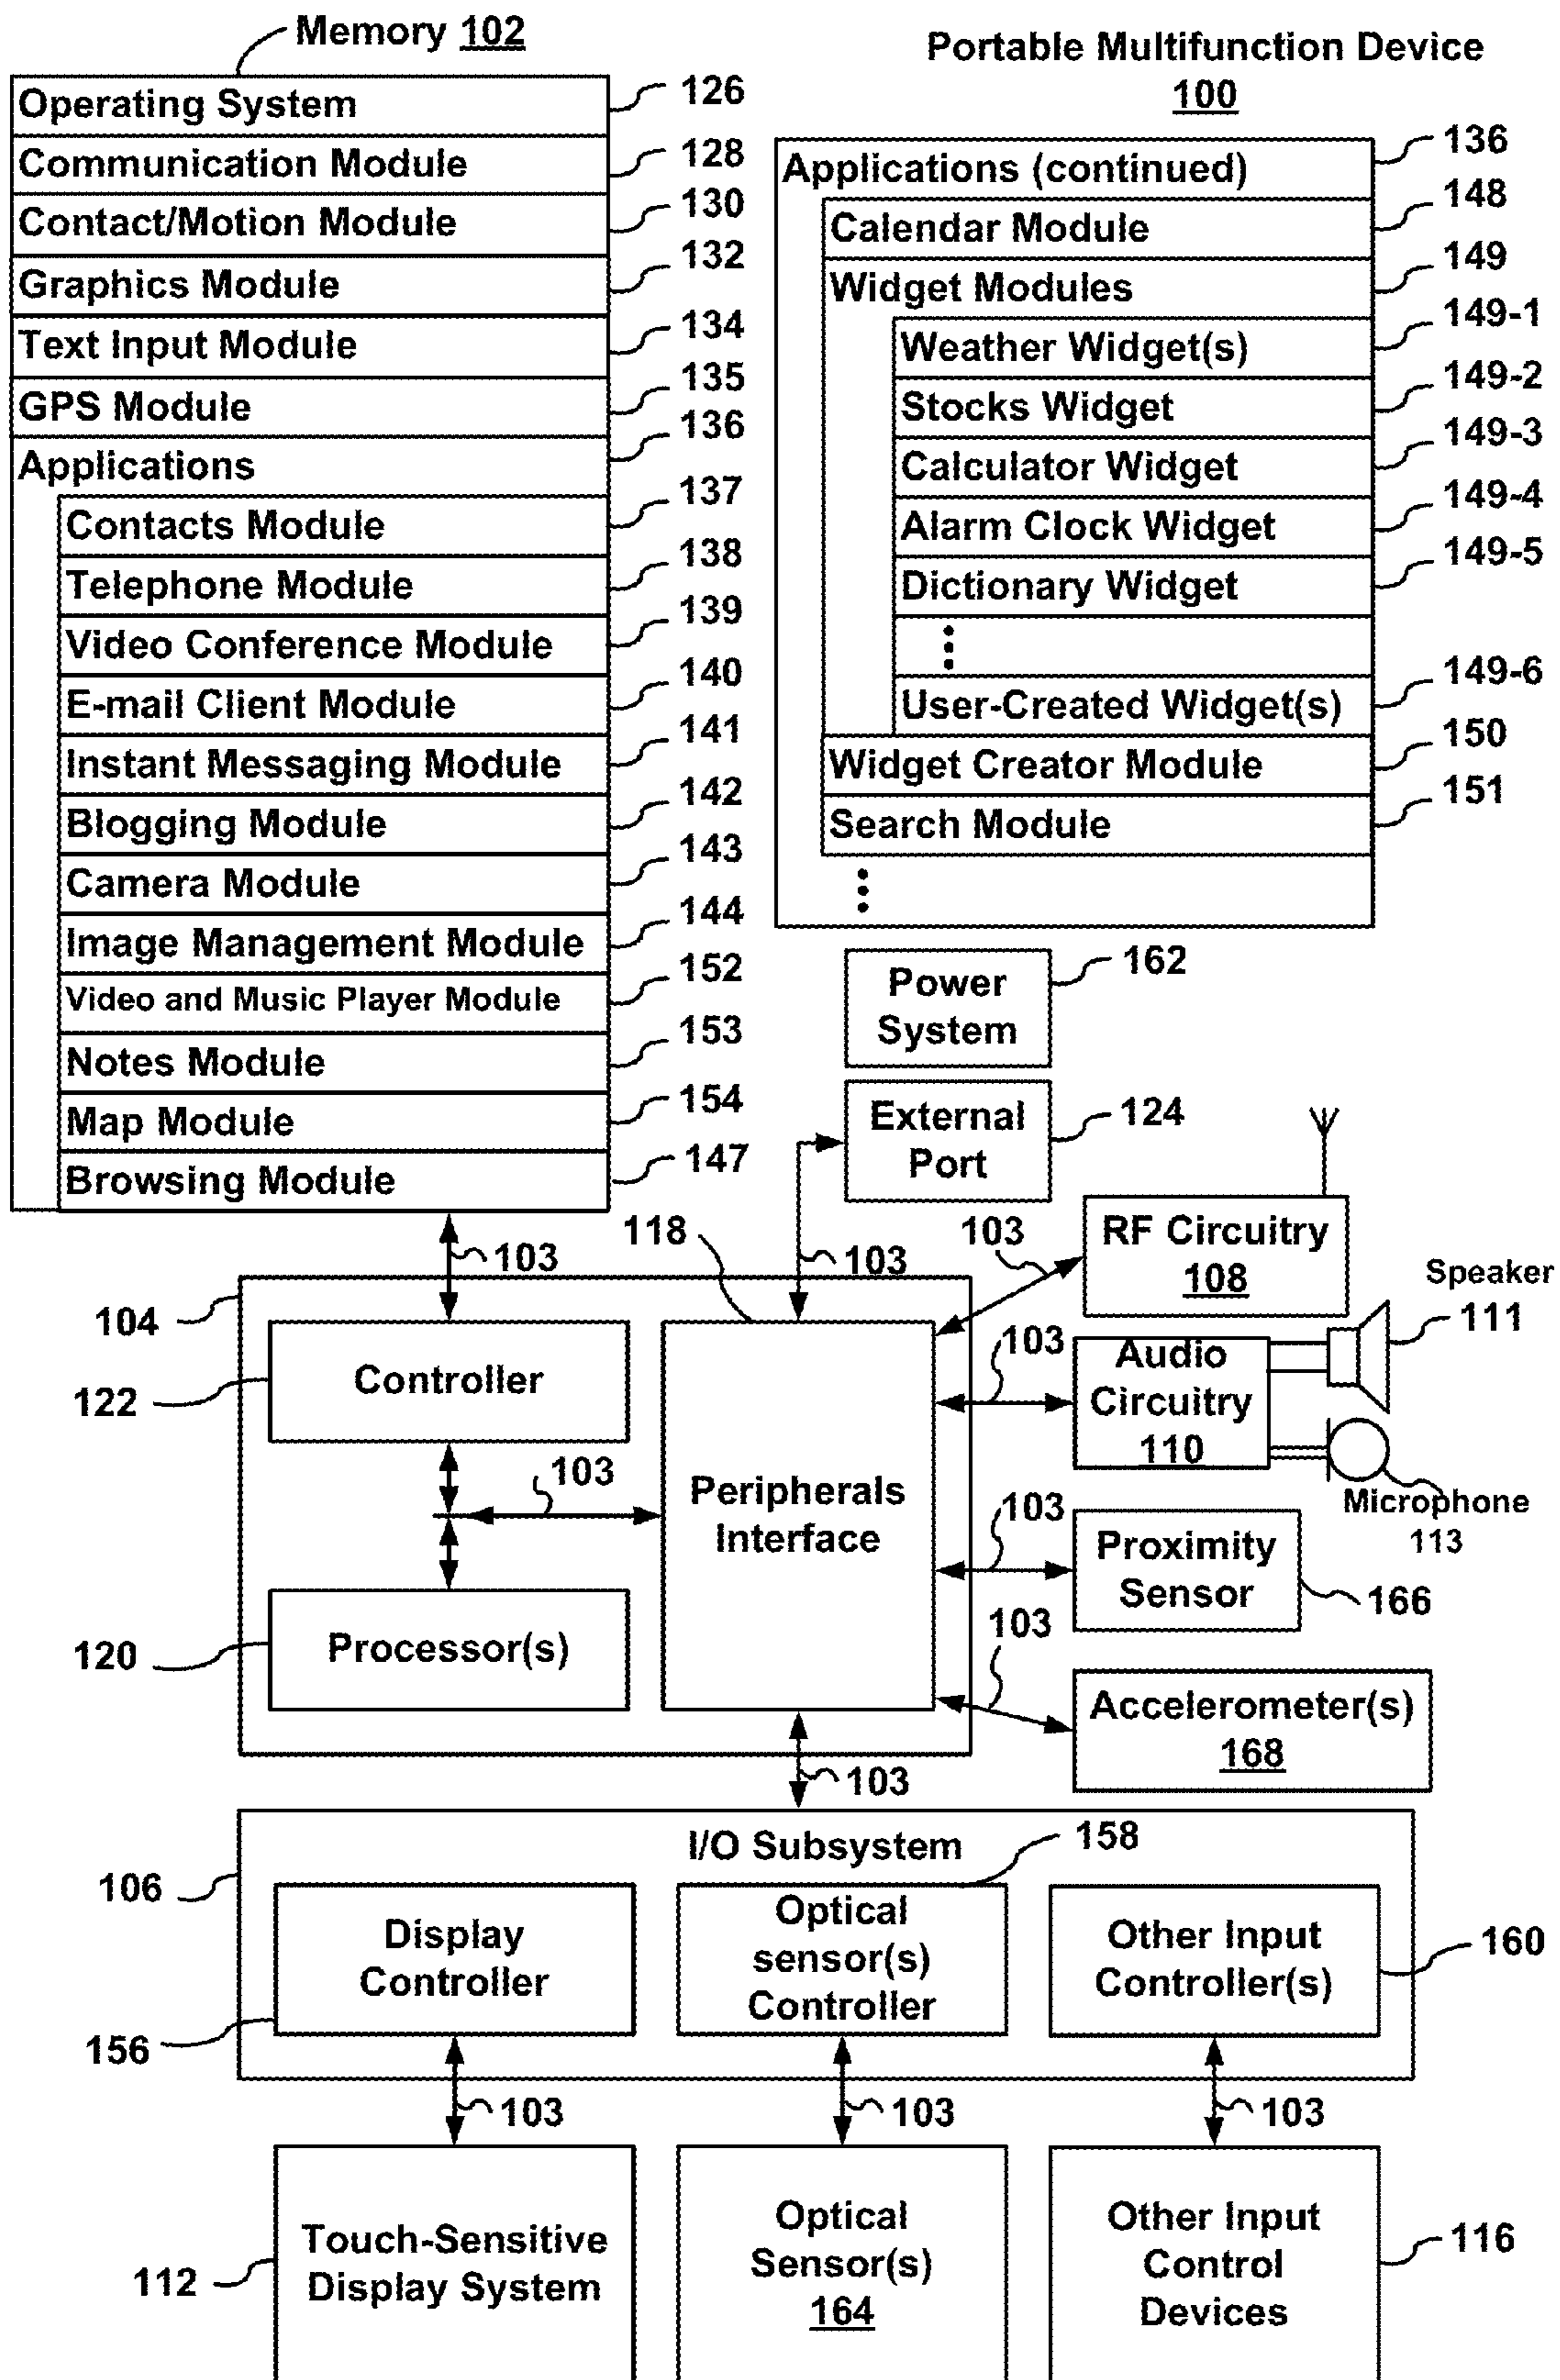 Memory 102
Operating System 126
Communication Module 128
Contact/Motion Module 130
Graphics Module 132
Text Input Module 134
GPS Module 135
Applications 136
Contacts Module 137
Telephone Module 138
Video Conference Module 139
E-mail Client Module 140
Instant Messaging Module 141
Blogging Module 142
Camera Module 143
Image Management Module 144
Video and Music Player Module 152
Notes Module 153
Map Module 154
Browsing Module 147
Portable Multifunction Device
100
Applications (continued) 136
Calendar Module 148
Widget Modules 149
Weather Widget(s) 149-1
Stocks Widget 149-2
Calculator Widget 149-3
Alarm Clock Widget 149-4
Dictionary Widget 149-5
User-Created Widget(s) 149-6
Widget Creator Module 150
Search Module 151
Power
System
162
External
Port
124
103
118
103
103
RF Circuitry
108
Speaker
111
104
Controller
122
103
Audio
Circuitry
110
Microphone
113
103
Peripherals
Interface
103
Proximity
Sensor
166
Processor(s)
120
103
Accelerometer(s)
168
103
I/O Subsystem
158
106
Display
Controller
156
Optical
sensor(s)
Controller
Other Input
Controller(s)
160
103
103
103
Touch-Sensitive
Display System
112
Optical
Sensor(s)
164
Other Input
Control
Devices
116